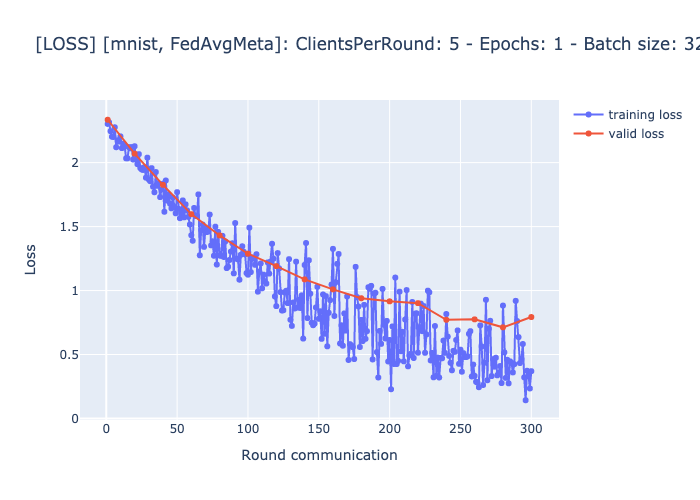 [LOSS] [mnist, FedAvgMeta]: ClientsPerRound: 5 - Epochs: 1 - Batch size: 32
training loss
valid loss
2
1.5
1
0.5
0
Loss
0 50 100 150 200 250 300
Round communication